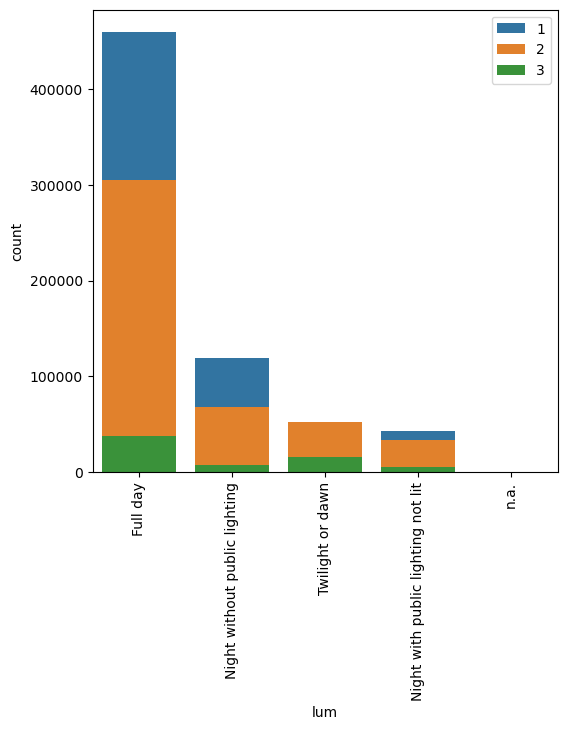 1
2
3
400000
300000
200000
100000
0
count
Full day
Night without public lighting
Twilight or dawn
Night with public lighting not lit
n.a.
lum